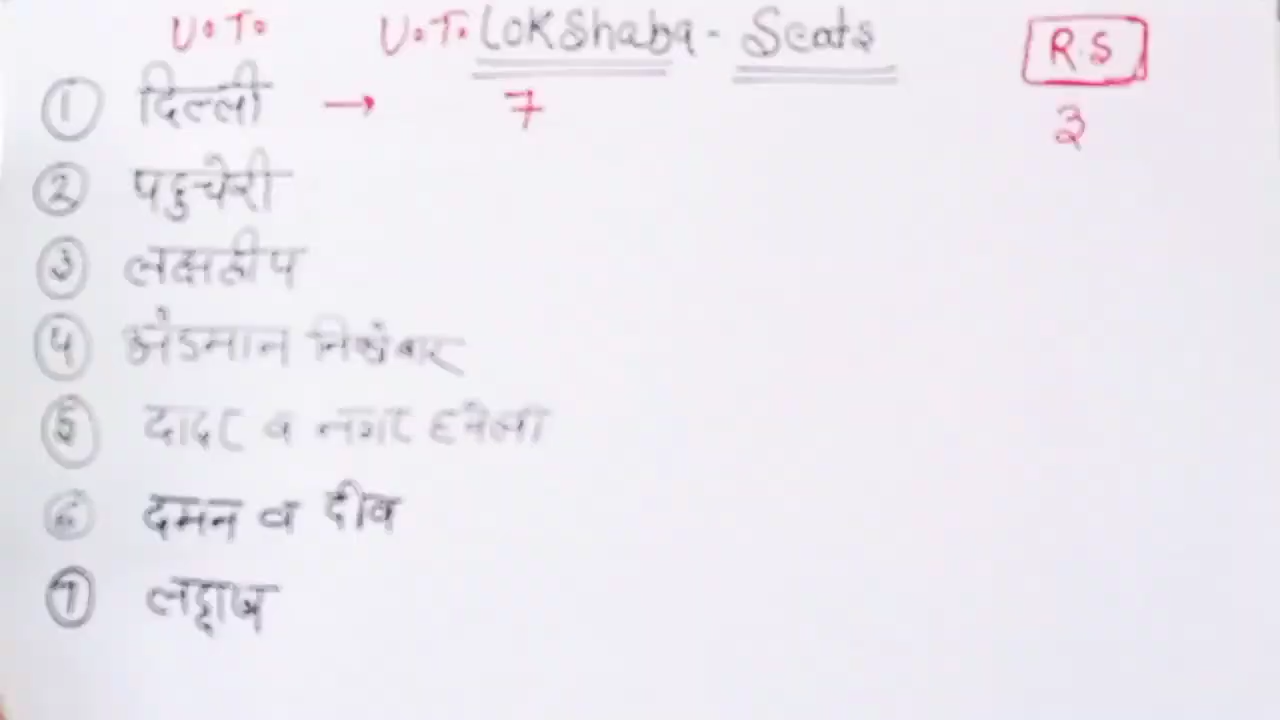 U.T. U.T. LokShaba - Seats R.S
① दिल्ली → 7 3
② पडुचेरी
③ लक्षद्वीप
④ अंडमान निकोबार
⑤ दादर व नगर हवेली
⑥ दमन व दीव
⑦ लद्दाख